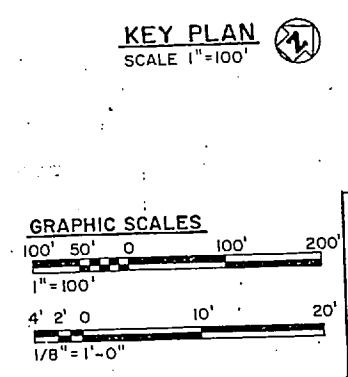 KEY PLAN
SCALE 1"=100'
N
GRAPHIC SCALES
100' 50' 0 100' 200'
1"=100'
4' 2' 0 10' 20'
1/8"=1'-0"